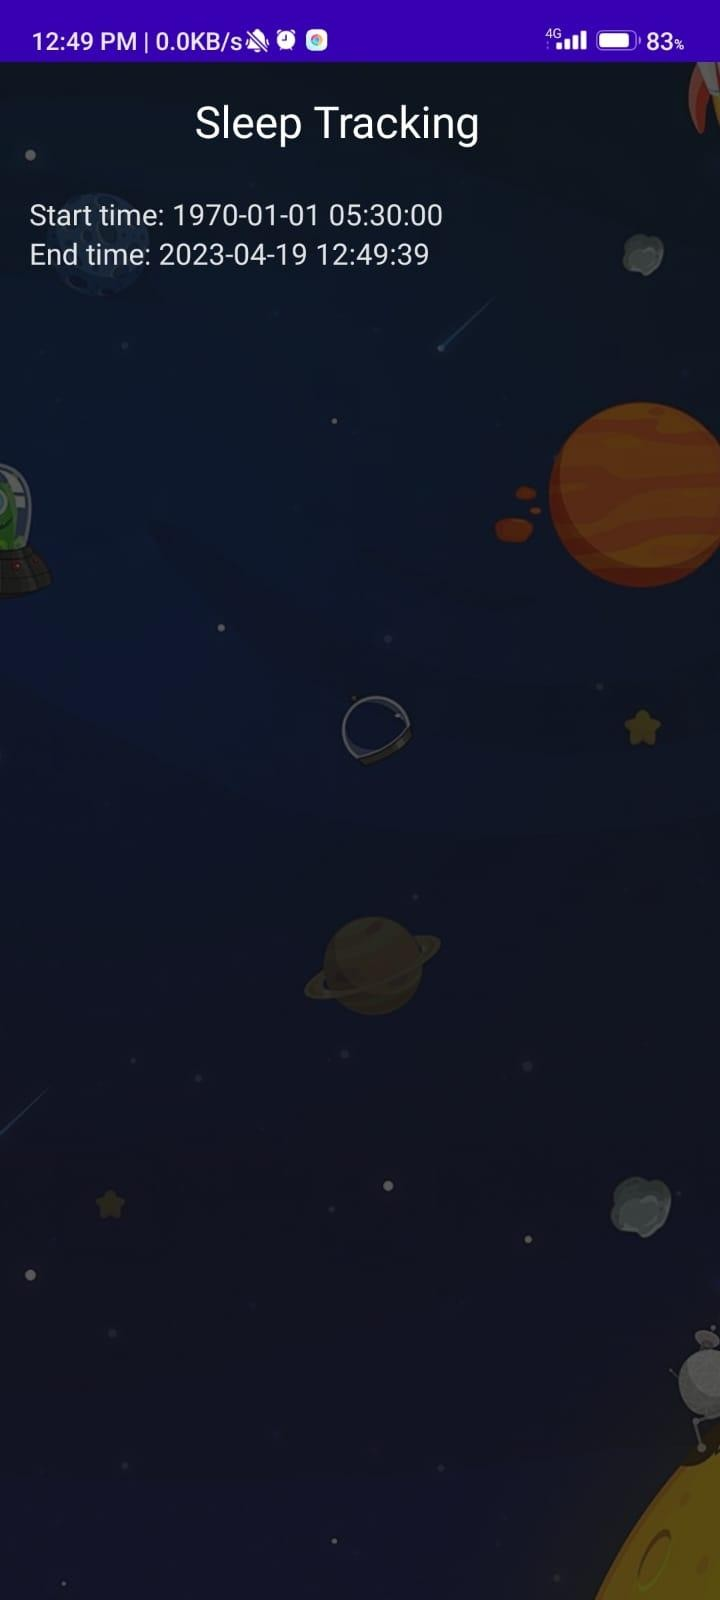 12:49 PM | 0.0KB/s 4G 83%
Sleep Tracking
Start time: 1970-01-01 05:30:00
End time: 2023-04-19 12:49:39